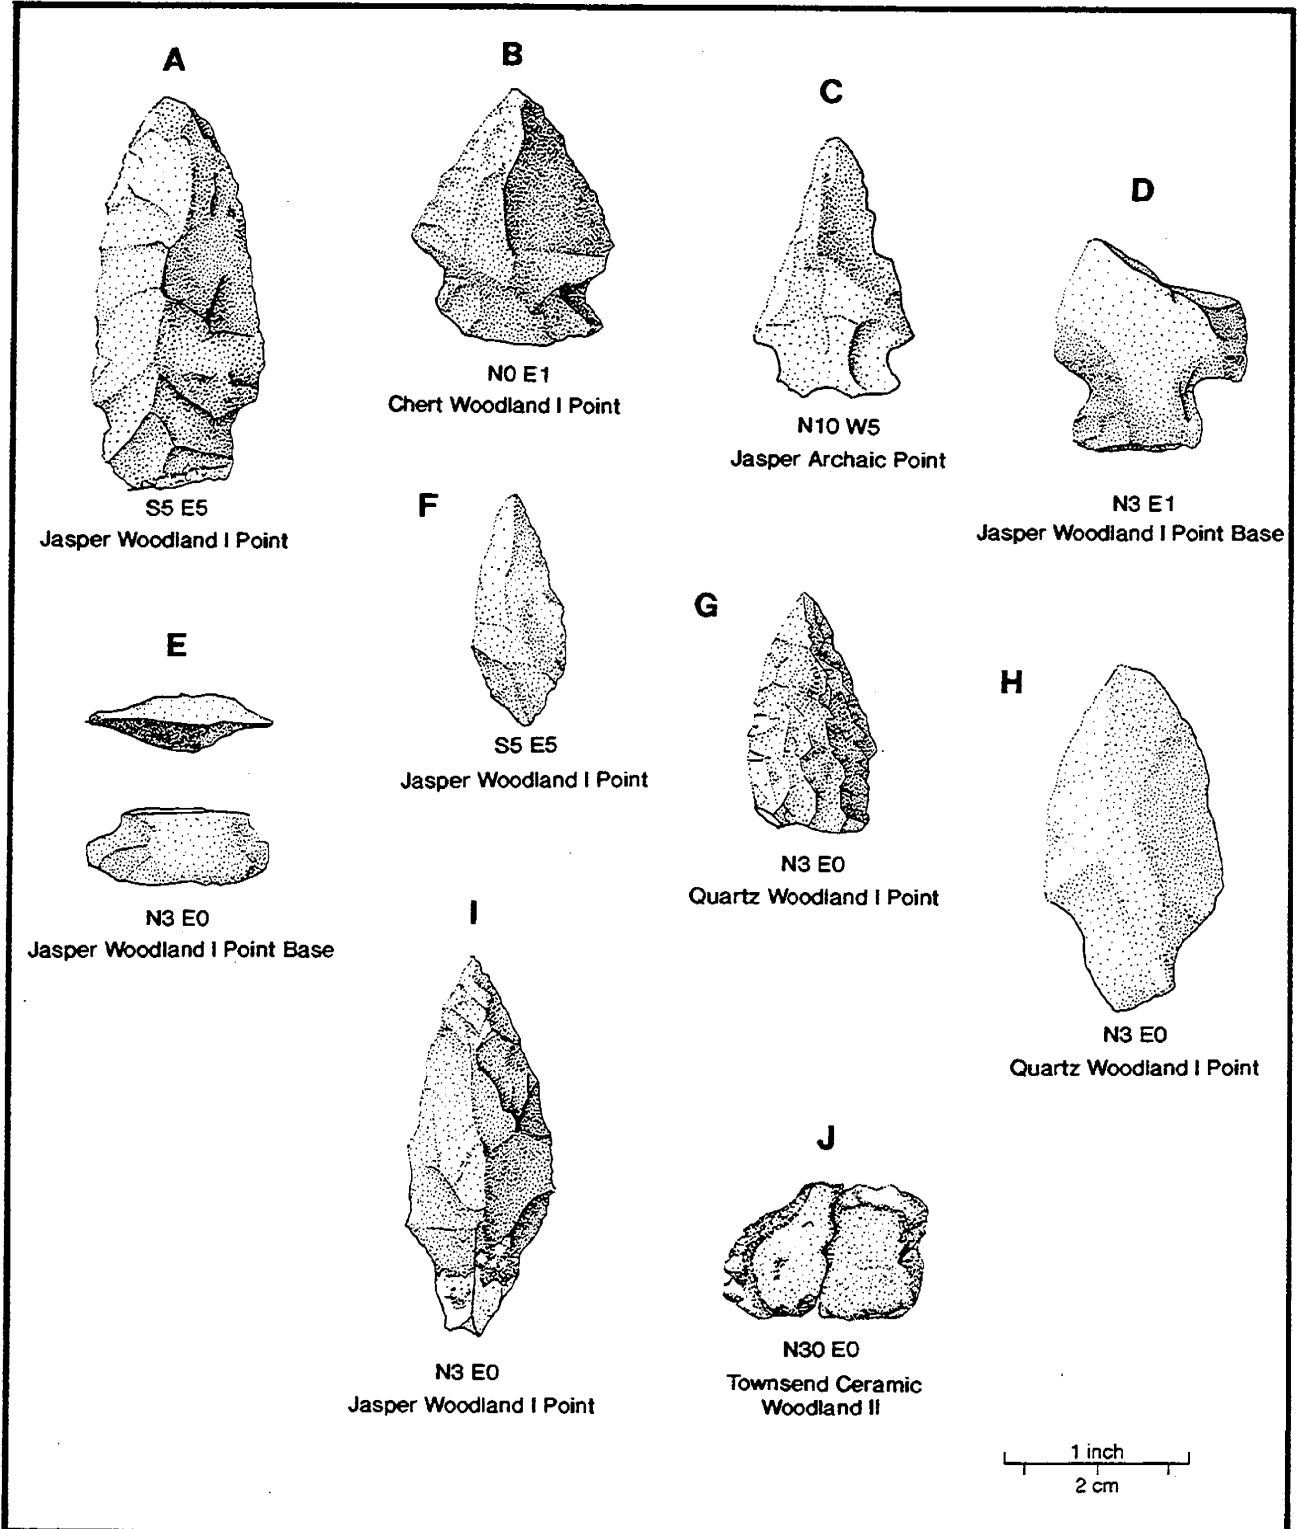 A
B
C
D
N0 E1
Chert Woodland I Point
N10 W5
Jasper Archaic Point
S5 E5
Jasper Woodland I Point
N3 E1
Jasper Woodland I Point Base
E
F
G
H
S5 E5
Jasper Woodland I Point
N3 E0
Quartz Woodland I Point
N3 E0
Jasper Woodland I Point Base
N3 E0
Quartz Woodland I Point
I
J
N3 E0
Jasper Woodland I Point
N30 E0
Townsend Ceramic
Woodland II
1 inch
2 cm